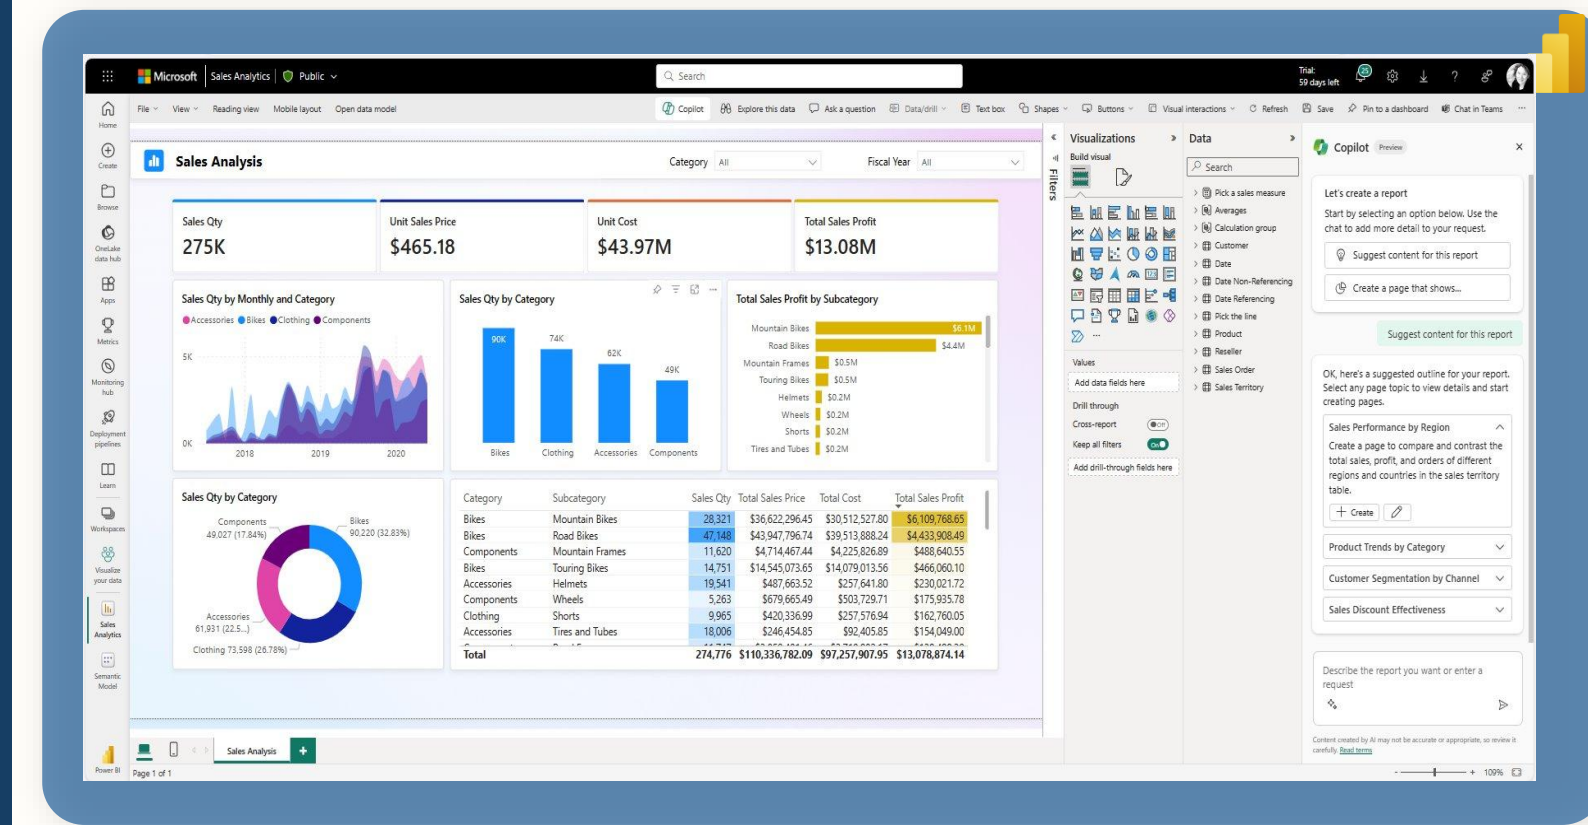 Microsoft Sales Analytics Public
Search
Trial:
59 days left
25
File View Reading view Mobile layout Open data model
Copilot Explore this data Ask a question Data/drill Text box Shapes Buttons Visual interactions Refresh Save Pin to a dashboard Chat in Teams ...
Home
Create
Browse
OneLake
data hub
Apps
Metrics
Monitoring
hub
Deployment
pipelines
Learn
Workspaces
Visualize
your data
Sales
Analytics
Semantic
Model
Power BI
Sales Analysis
Category All
Fiscal Year All
Sales Qty
275K
Unit Sales Price
$465.18
Unit Cost
$43.97M
Total Sales Profit
$13.08M
Sales Qty by Monthly and Category
Accessories Bikes Clothing Components
5K
0K
2018 2019 2020
Sales Qty by Category
90K
74K
62K
49K
Bikes Clothing Accessories Components
Total Sales Profit by Subcategory
Mountain Bikes $6.1M
Road Bikes $4.4M
Mountain Frames $0.5M
Touring Bikes $0.5M
Helmets $0.2M
Wheels $0.2M
Shorts $0.2M
Tires and Tubes $0.2M
Sales Qty by Category
Components
49,027 (17.84%)
Bikes
90,220 (32.83%)
Accessories
61,931 (22.5...)
Clothing 73,598 (26.78%)
Category Subcategory Sales Qty Total Sales Price Total Cost Total Sales Profit
Bikes Mountain Bikes 28,321 $36,622,296.45 $30,512,527.80 $6,109,768.65
Bikes Road Bikes 47,148 $43,947,796.74 $39,513,888.24 $4,433,908.49
Components Mountain Frames 11,620 $4,714,467.44 $4,225,826.89 $488,640.55
Bikes Touring Bikes 14,751 $14,545,073.65 $14,079,013.56 $466,060.10
Accessories Helmets 19,541 $487,663.52 $257,641.80 $230,021.72
Components Wheels 5,263 $679,665.49 $503,729.71 $175,935.78
Clothing Shorts 9,965 $420,336.99 $257,576.94 $162,760.05
Accessories Tires and Tubes 18,006 $246,454.85 $92,405.85 $154,049.00
Total 274,776 $110,336,782.09 $97,257,907.95 $13,078,874.14
Sales Analysis +
Page 1 of 1
Filters
Visualizations
Build visual
Values
Add data fields here
Drill through
Cross-report Off
Keep all filters On
Add drill-through fields here
Data
Search
Pick a sales measure
Averages
Calculation group
Customer
Date
Date Non-Referencing
Date Referencing
Pick the line
Product
Reseller
Sales Order
Sales Territory
Copilot Preview
Let's create a report
Start by selecting an option below. Use the
chat to add more detail to your request.
Suggest content for this report
Create a page that shows...
Suggest content for this report
OK, here's a suggested outline for your report.
Select any page topic to view details and start
creating pages.
Sales Performance by Region
Create a page to compare and contrast the
total sales, profit, and orders of different
regions and countries in the sales territory
table.
+ Create
Product Trends by Category
Customer Segmentation by Channel
Sales Discount Effectiveness
Describe the report you want or enter a
request
Content created by AI may not be accurate or appropriate, so review it
carefully. Read terms
- + 109%